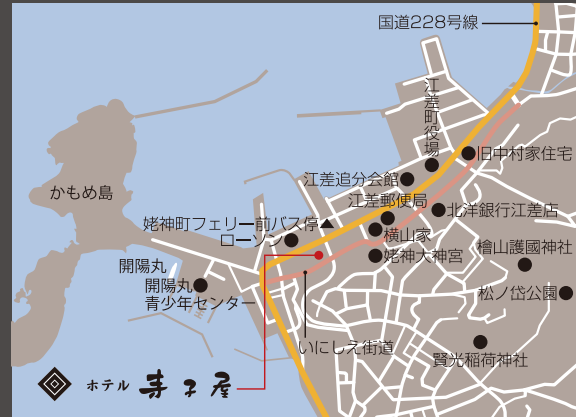 国道228号線
江差町役場
旧中村家住宅
江差追分会館
かもめ島
江差郵便局
北洋銀行江差店
姥神町フェリー前バス停▲
ローソン
横山家
檜山護國神社
姥神大神宮
開陽丸
開陽丸
青少年センター
松ノ岱公園
いにしえ街道
賢光稲荷神社
ホテル 寺子屋